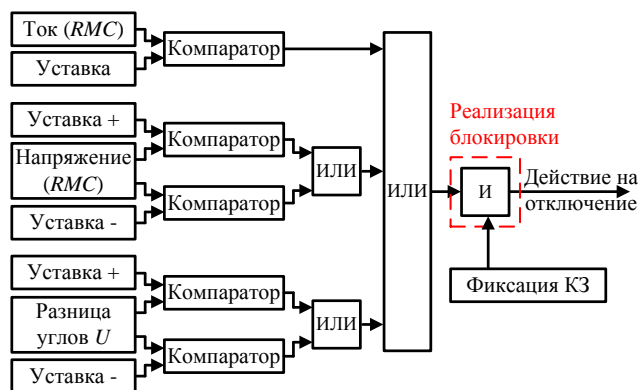 Ток (RMC)
Уставка
Компаратор
Уставка +
Напряжение
(RMC)
Уставка -
Компаратор
Компаратор
ИЛИ
Уставка +
Разница
углов U
Уставка -
Компаратор
Компаратор
ИЛИ
ИЛИ
Реализация
блокировки
И
Действие на
отключение
Фиксация КЗ